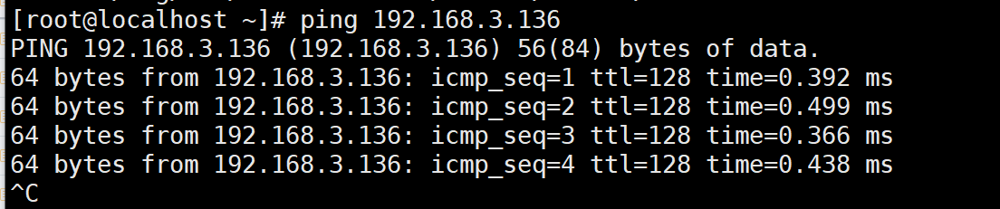 [root@localhost ~]# ping 192.168.3.136
PING 192.168.3.136 (192.168.3.136) 56(84) bytes of data.
64 bytes from 192.168.3.136: icmp_seq=1 ttl=128 time=0.392 ms
64 bytes from 192.168.3.136: icmp_seq=2 ttl=128 time=0.499 ms
64 bytes from 192.168.3.136: icmp_seq=3 ttl=128 time=0.366 ms
64 bytes from 192.168.3.136: icmp_seq=4 ttl=128 time=0.438 ms
^C